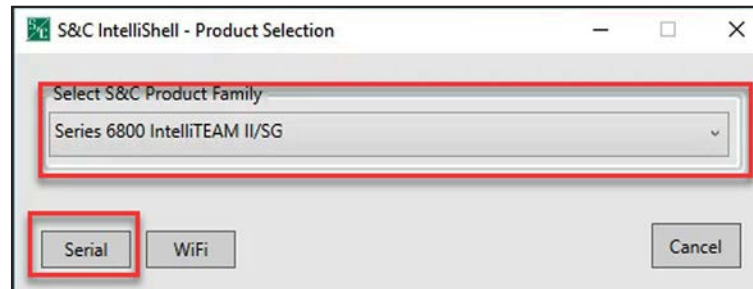 S&C IntelliShell - Product Selection
Select S&C Product Family
Series 6800 IntelliTEAM II/SG
Serial
WiFi
Cancel